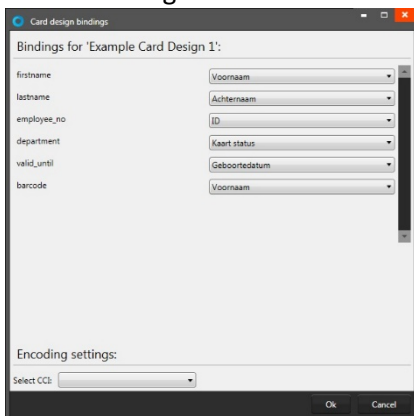 Card design bindings
Bindings for 'Example Card Design 1':
firstname Voornaam
lastname Achternaam
employee_no ID
department Kaart status
valid_until Geboortedatum
barcode Voornaam
Encoding settings:
Select CCI:
Ok Cancel